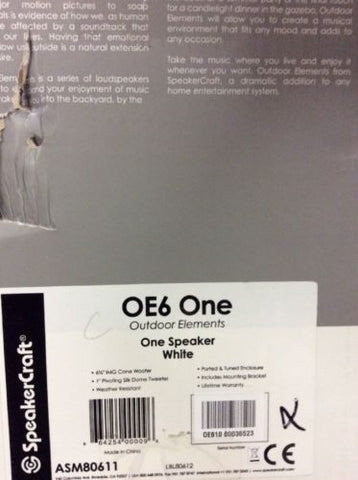 jor motion pictures to soap
is evidence of how we, as human
affected by a soundtrack that
our lives. Having that emotional
outside is a natural extension
for a candlelight dinner in the gazebo, Outdoor
Elements will allow you to create a musical
environment that fits any mood and adds to
any occasion.
is a series of loudspeakers
your enjoyment of music
into the backyard, by the
Take the music where you live and enjoy it
whenever you want. Outdoor Elements from
SpeakerCraft, a dramatic addition to any
home entertainment system.
SpeakerCraft®
OE6 One
Outdoor Elements
One Speaker
White
• 6½" IMG Cone Woofer
• 1" Pivoting Silk Dome Tweeter
• Weather Resistant
• Ported & Tuned Enclosure
• Includes Mounting Bracket
• Lifetime Warranty
Made in China
ASM80611
LBL80612
CE